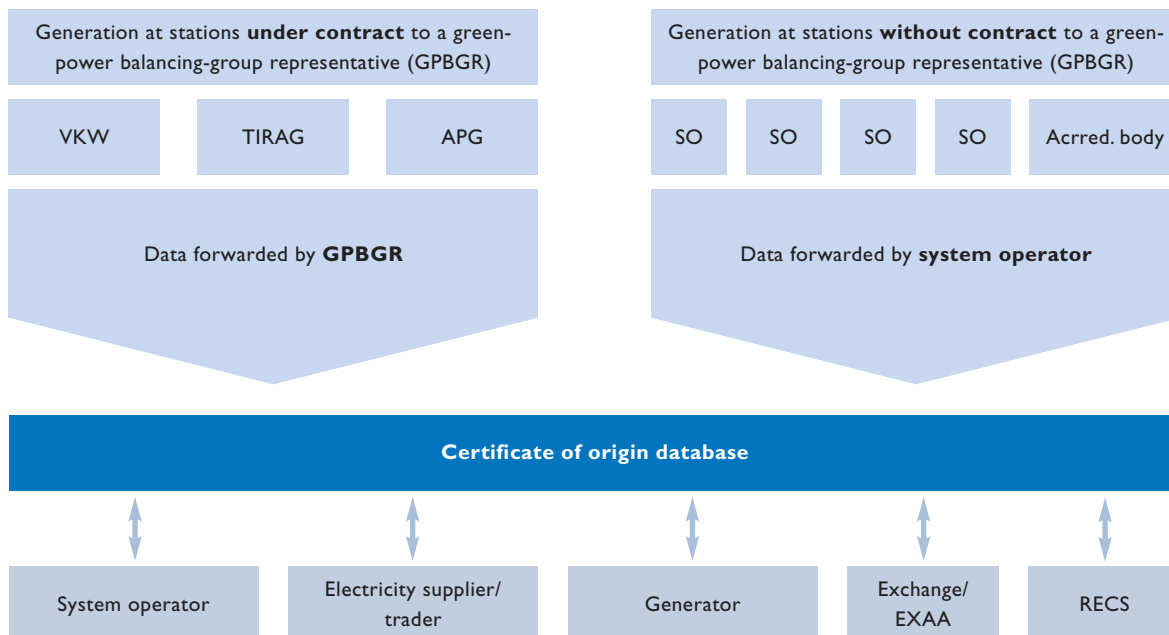 Generation at stations under contract to a green-
power balancing-group representative (GPBGR)
VKW
TIRAG
APG
Data forwarded by GPBGR
Generation at stations without contract to a green-
power balancing-group representative (GPBGR)
SO
SO
SO
SO
Acrred. body
Data forwarded by system operator
Certificate of origin database
System operator
Electricity supplier/
trader
Generator
Exchange/
EXAA
RECS